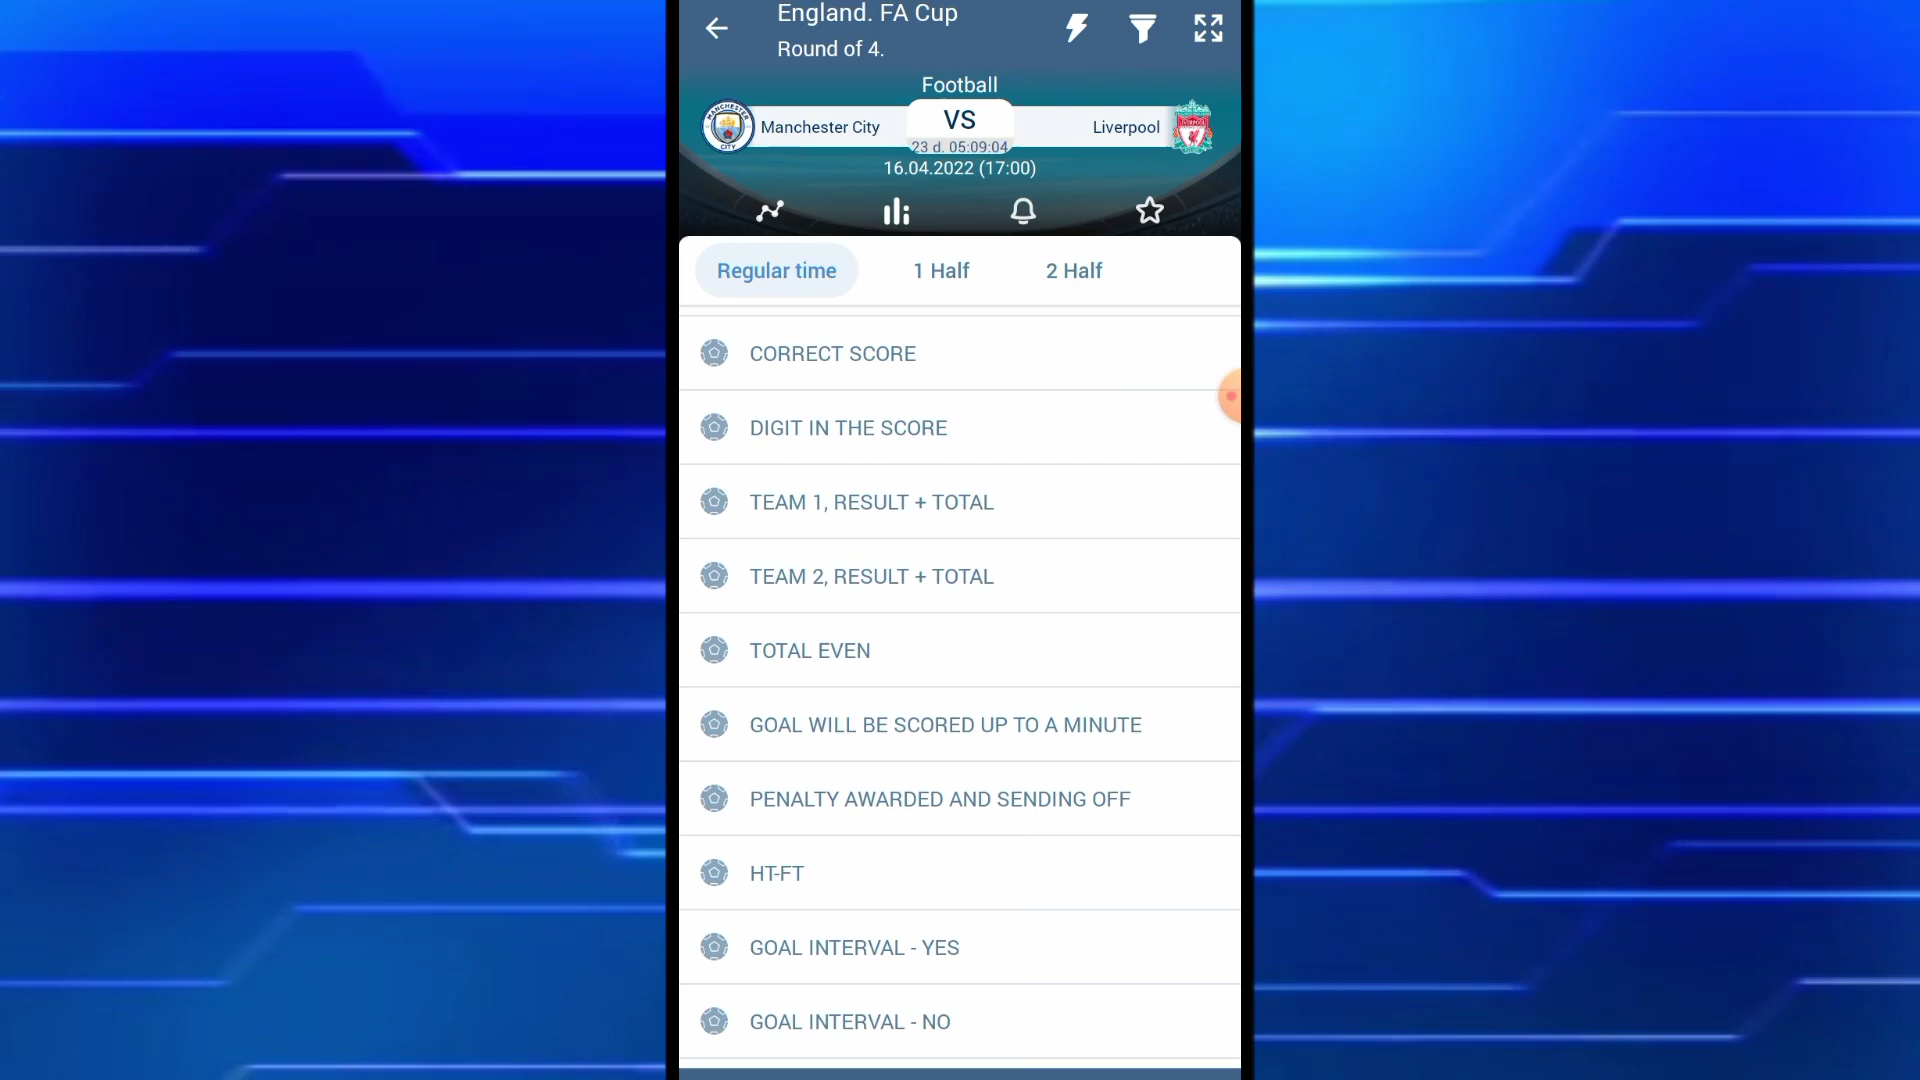 England. FA Cup
Round of 4.
Football
MANCHESTER CITY
Manchester City
VS
Liverpool
LIVERPOOL
23 d. 05:09:04
16.04.2022 (17:00)
Regular time
1 Half
2 Half
CORRECT SCORE
DIGIT IN THE SCORE
TEAM 1, RESULT + TOTAL
TEAM 2, RESULT + TOTAL
TOTAL EVEN
GOAL WILL BE SCORED UP TO A MINUTE
PENALTY AWARDED AND SENDING OFF
HT-FT
GOAL INTERVAL - YES
GOAL INTERVAL - NO